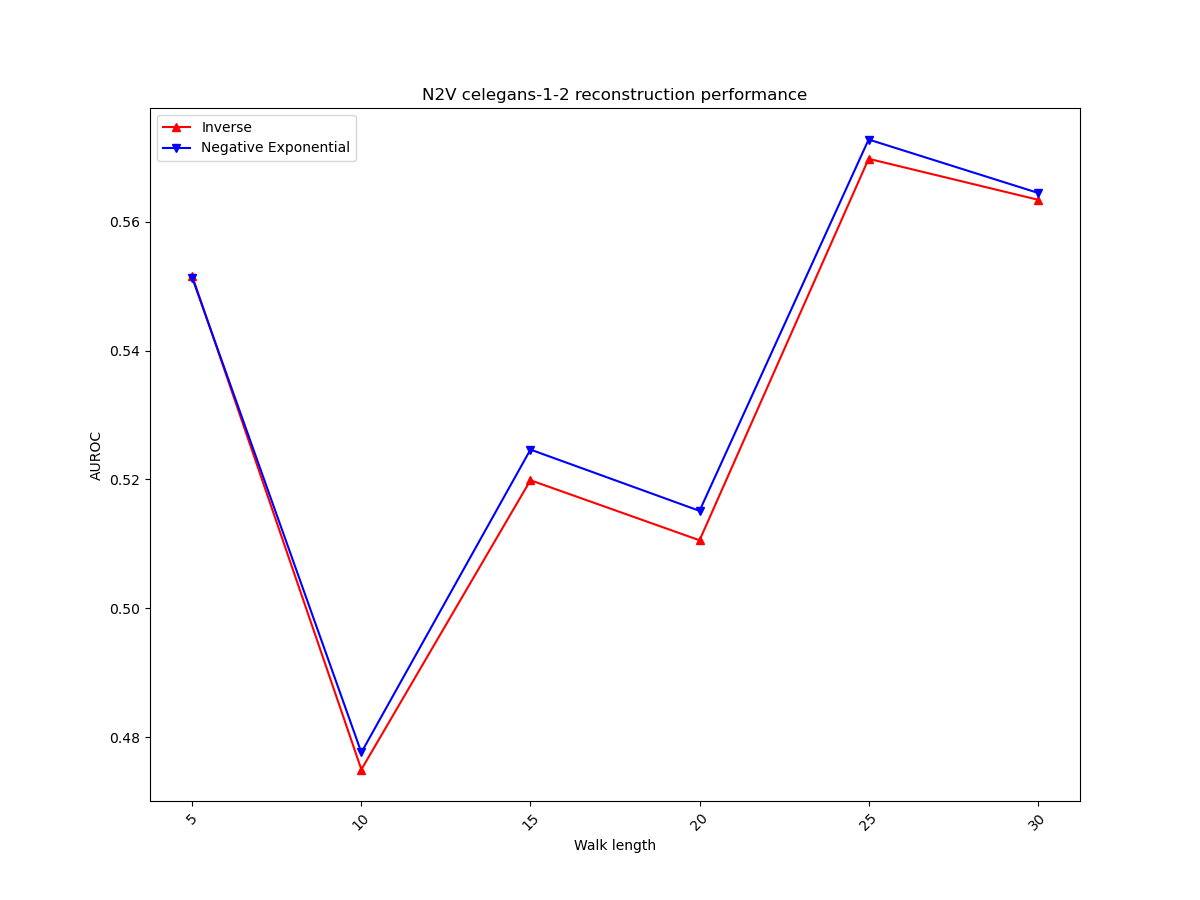 N2V celegans-1-2 reconstruction performance
Inverse
Negative Exponential
0.56
0.54
0.52
0.50
0.48
AUROC
5
10
15
20
25
30
Walk length